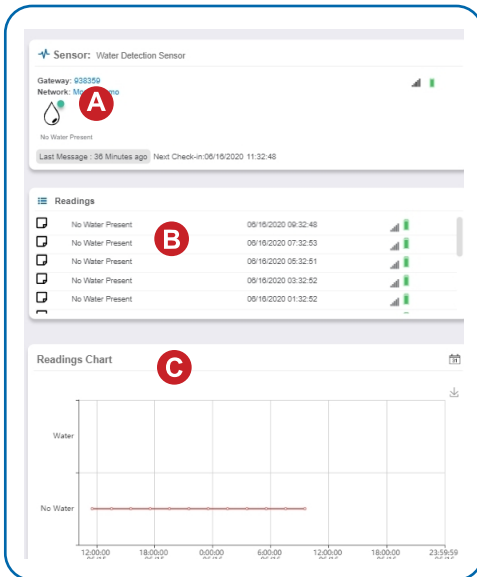 Sensor: Water Detection Sensor
Gateway: 938359
Network:
A
No Water Present
Last Message : 36 Minutes ago Next Check-in:06/16/2020 11:32:48
Readings
No Water Present 06/16/2020 09:32:48
No Water Present 06/16/2020 07:32:53
B
No Water Present 06/16/2020 05:32:51
No Water Present 06/16/2020 03:32:52
No Water Present 06/16/2020 01:32:52
Readings Chart
C
31
Water
No Water
12:00:00 18:00:00 0:00:00 6:00:00 12:00:00 18:00:00 23:59:59